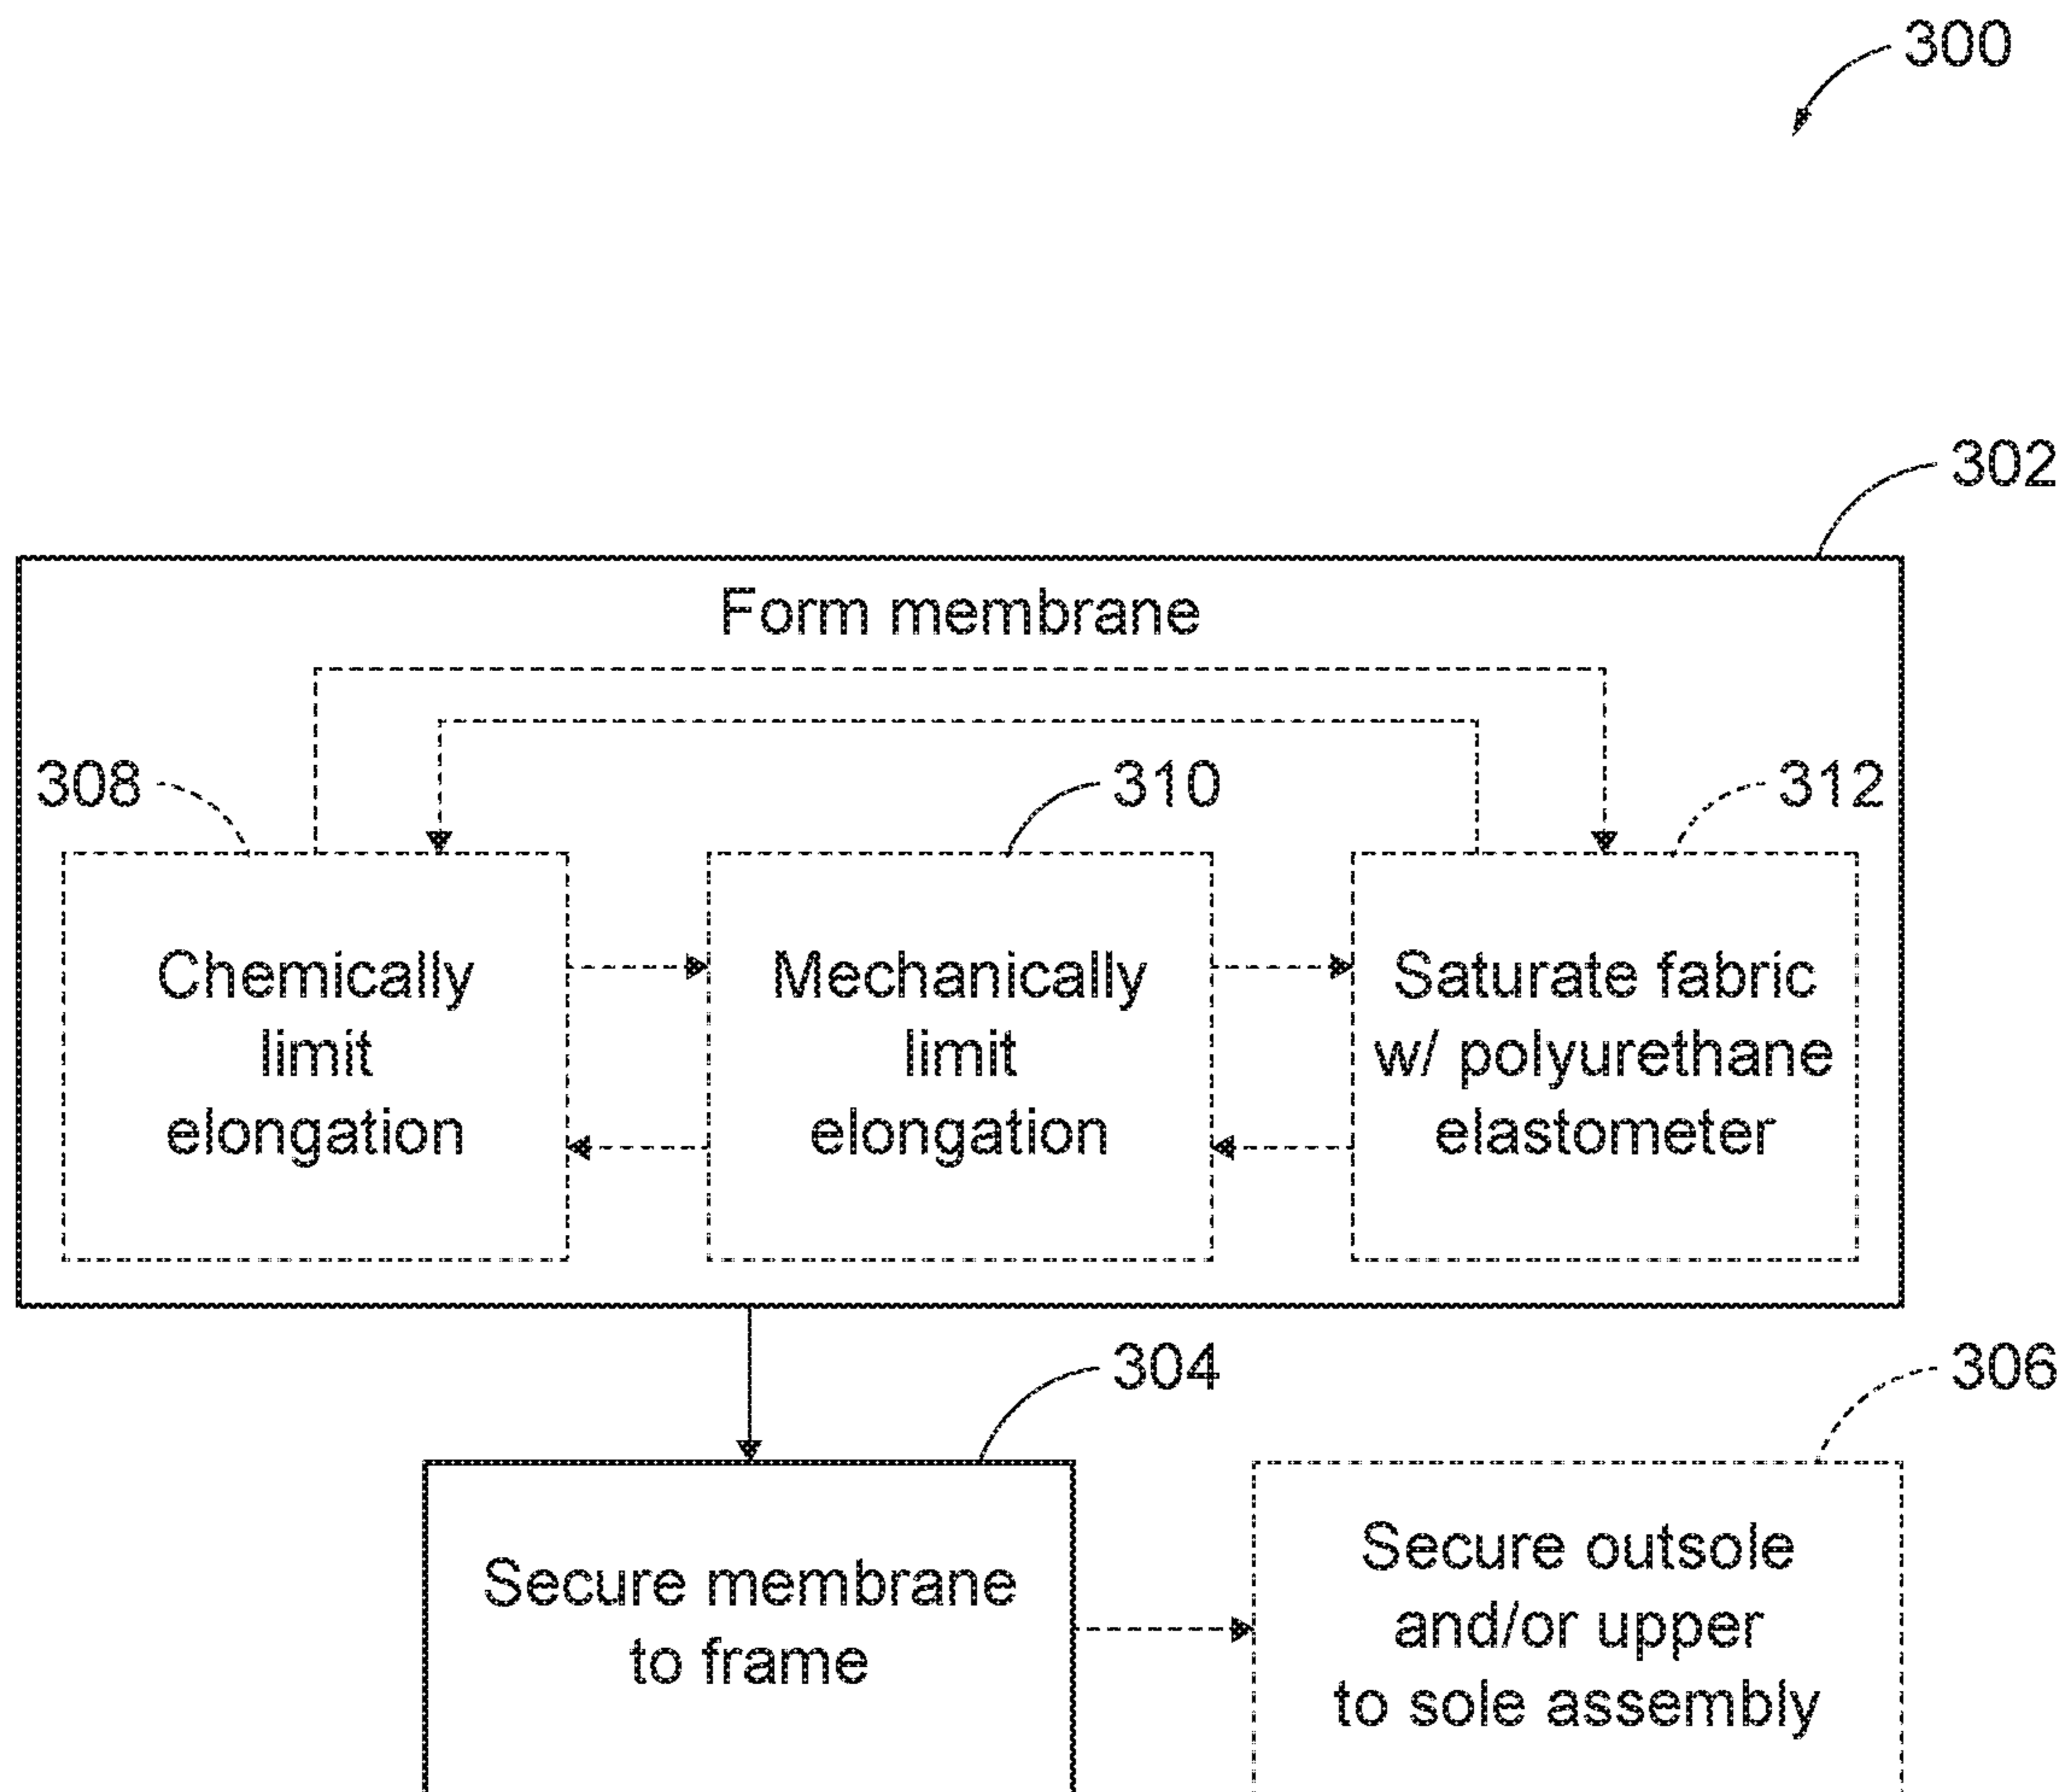 300
302
Form membrane
308
310
312
Chemically
limit
elongation
Mechanically
limit
elongation
Saturate fabric
w/ polyurethane
elastometer
304
306
Secure membrane
to frame
Secure outsole
and/or upper
to sole assembly